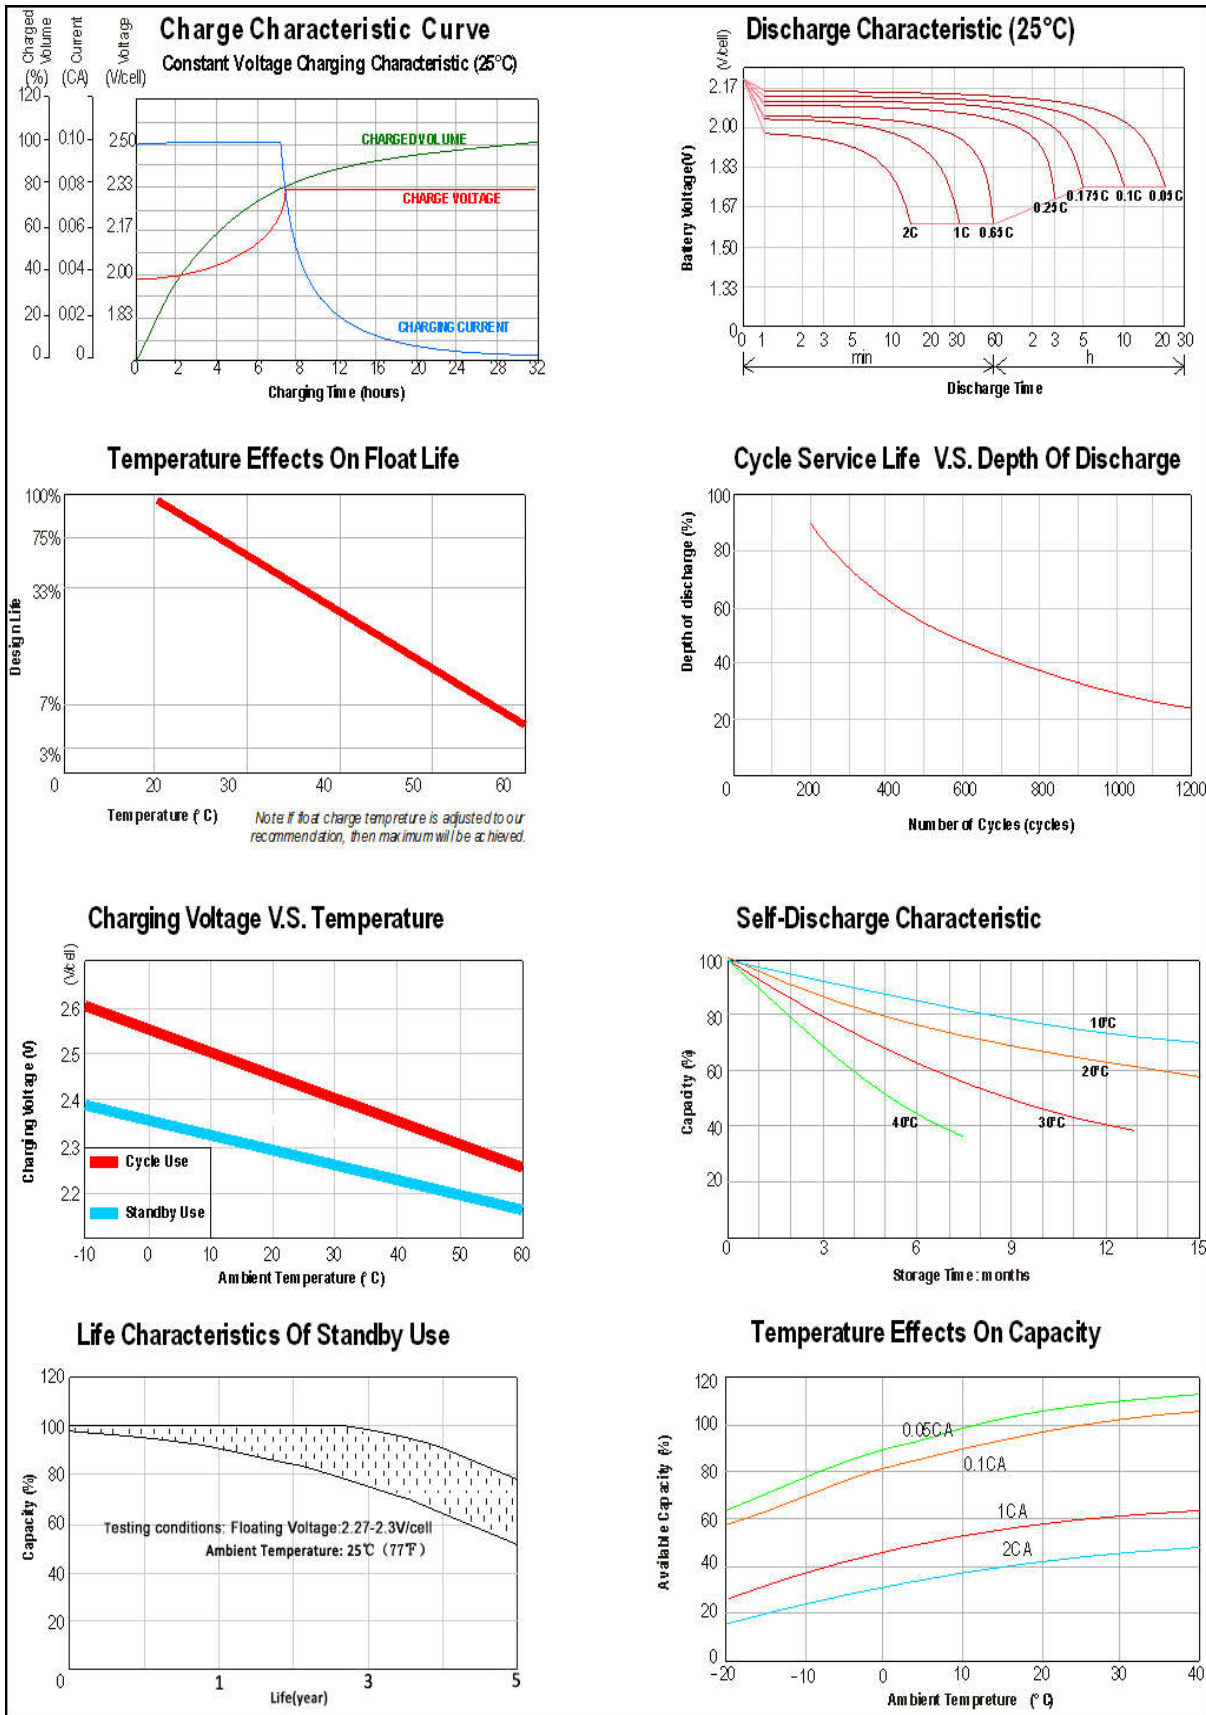 Charge Characteristic Curve
Constant Voltage Charging Characteristic (25°C)
Charged Volume (%)
Current (CA)
Voltage (V/cell)
120
100 0.10 2.50
80 0.08 2.33
60 0.06 2.17
40 0.04 2.00
20 0.02 1.83
0 0
CHARGED VOLUME
CHARGE VOLTAGE
CHARGING CURRENT
0 2 4 6 8 12 16 20 24 28 32
Charging Time (hours)
Discharge Characteristic (25°C)
(V/cell)
Battery Voltage(V)
2.17
2.00
1.83
1.67
1.50
1.33
0
2C 1C 0.65C 0.25C 0.175C 0.1C 0.05C
0 1 2 3 5 10 20 30 60 2 3 5 10 20 30
min h
Discharge Time
Temperature Effects On Float Life
Design Life
100%
75%
33%
7%
3%
0 20 30 40 50 60
Temperature (°C)
Note: If float charge tempreture is adjusted to our
recommendation, then maximum will be achieved.
Cycle Service Life V.S. Depth Of Discharge
Depth of discharge (%)
100
80
60
40
20
0 200 400 600 800 1000 1200
Number of Cycles (cycles)
Charging Voltage V.S. Temperature
(V/cell)
Charging Voltage (V)
2.6
2.5
2.4
2.3
2.2
Cycle Use
Standby Use
-10 0 10 20 30 40 50 60
Ambient Temperature (°C)
Self-Discharge Characteristic
Capacity (%)
100
80
60
40
20
10°C
20°C
30°C
40°C
0 3 6 9 12 15
Storage Time: months
Life Characteristics Of Standby Use
Capacity (%)
120
100
80
60
40
20
0 1 3 5
Testing conditions: Floating Voltage:2.27-2.3V/cell
Ambient Temperature: 25℃ (77℉)
Life(year)
Temperature Effects On Capacity
Available Capacity (%)
120
100
80
60
40
20
0
0.05CA
0.1CA
1CA
2CA
-20 -10 0 10 20 30 40
Ambient Tempreture (°C)